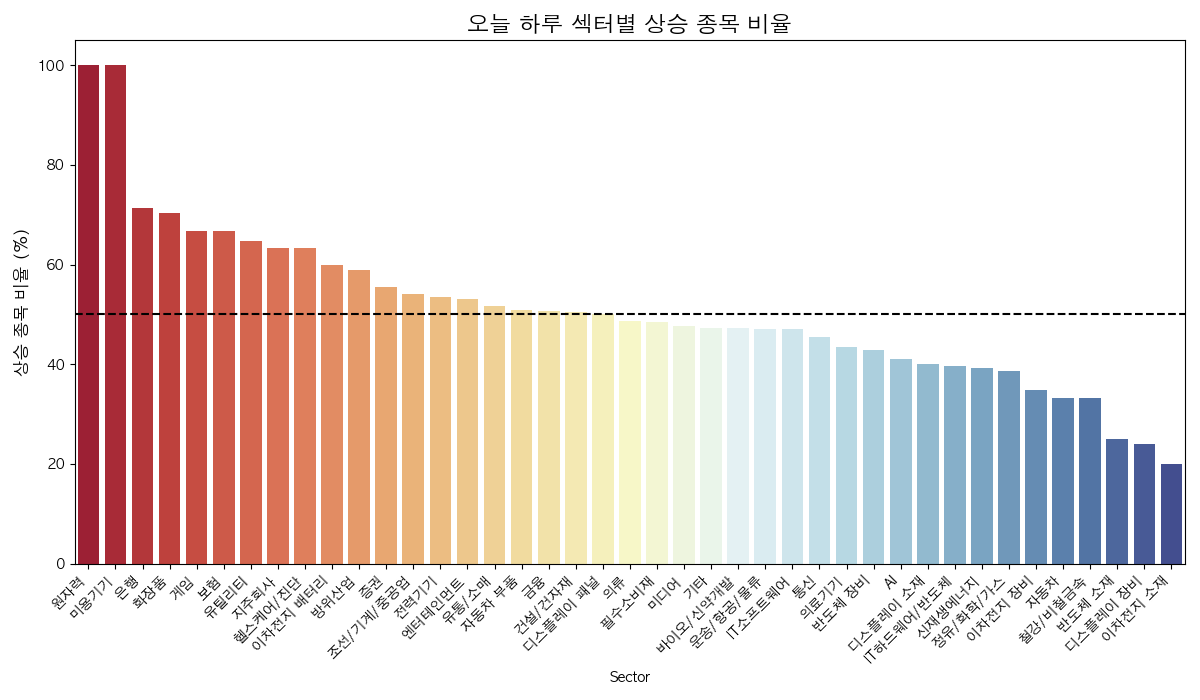 오늘 하루 섹터별 상승 종목 비율
상승 종목 비율 (%)
100
80
60
40
20
0
원자력
미용기기
은행
화장품
게임
보험
유틸리티
지주회사
헬스케어/진단
이차전지 배터리
방위산업
증권
조선/기계/중공업
전력기기
엔터테인먼트
유통/소매
자동차 부품
금융
건설/건자재
디스플레이 패널
의류
필수소비재
미디어
기타
바이오/신약개발
운송/항공/물류
IT소프트웨어
통신
의료기기
반도체 장비
AI
디스플레이 소재
IT하드웨어/반도체
신재생에너지
정유/화학/가스
이차전지 장비
자동차
철강/비철금속
반도체 소재
디스플레이 장비
이차전지 소재
Sector